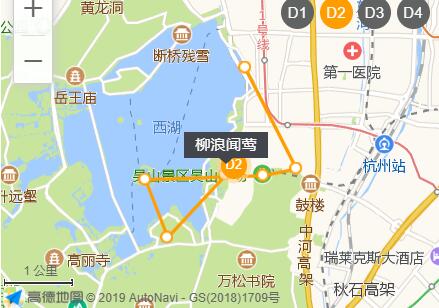 黄龙洞
D1 D2 D3 D4
1号线
断桥残雪
第一医院
岳王庙
西湖
柳浪闻莺
杭州站
D2
吴山景区吴山
鼓楼
中河高架
高丽寺
瑞莱克斯大酒店
万松书院
秋石高架
1 公里
高德地图 © 2019 AutoNavi - GS(2018)1709号